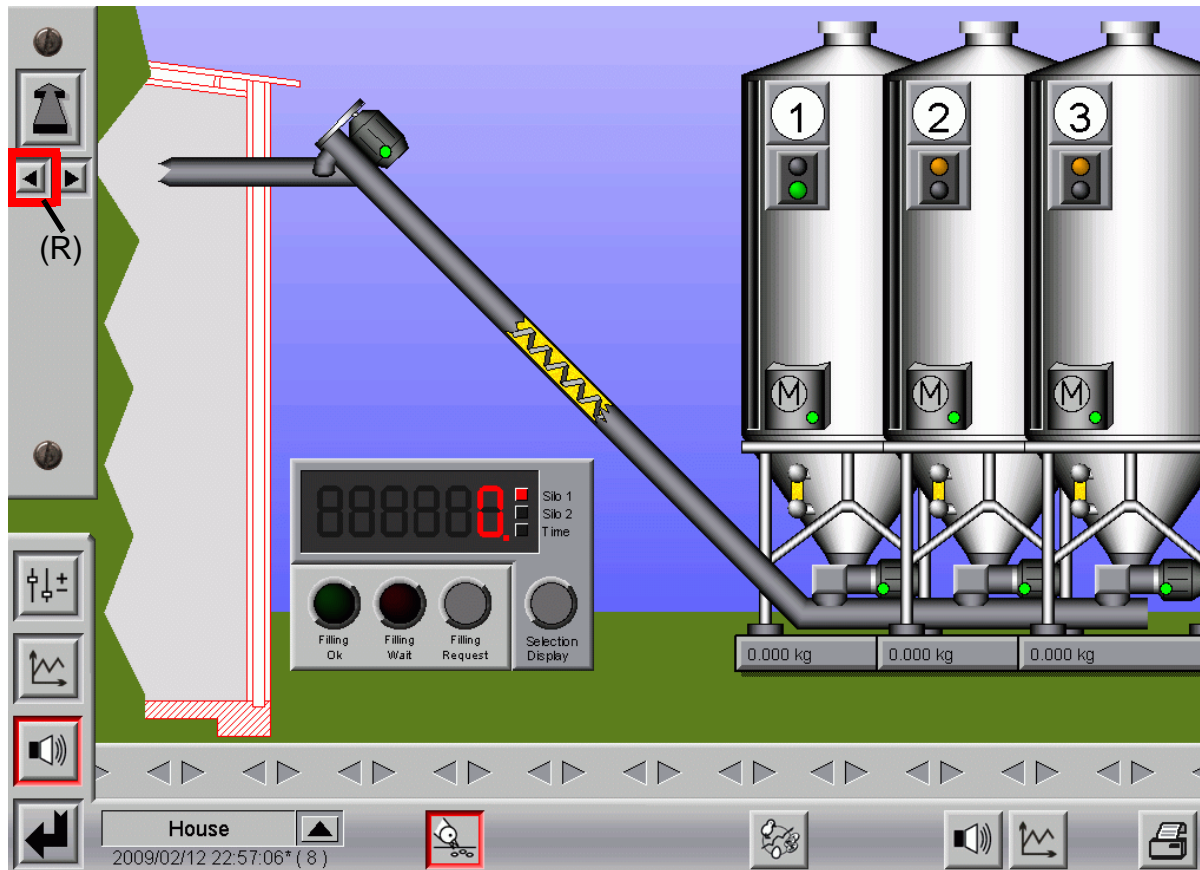 1
2
3
(R)
M
M
M
0.
Silo 1
Silo 2
Time
Filling
Ok
Filling
Wait
Filling
Request
Selection
Display
0.000 kg
0.000 kg
0.000 kg
House
2009/02/12 22:57:06* ( 8 )